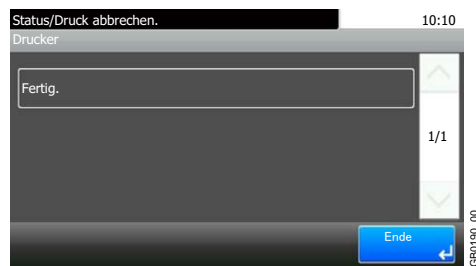 Status/Druck abbrechen. 10:10
Drucker
Fertig.
1/1
Ende
GB0190_00